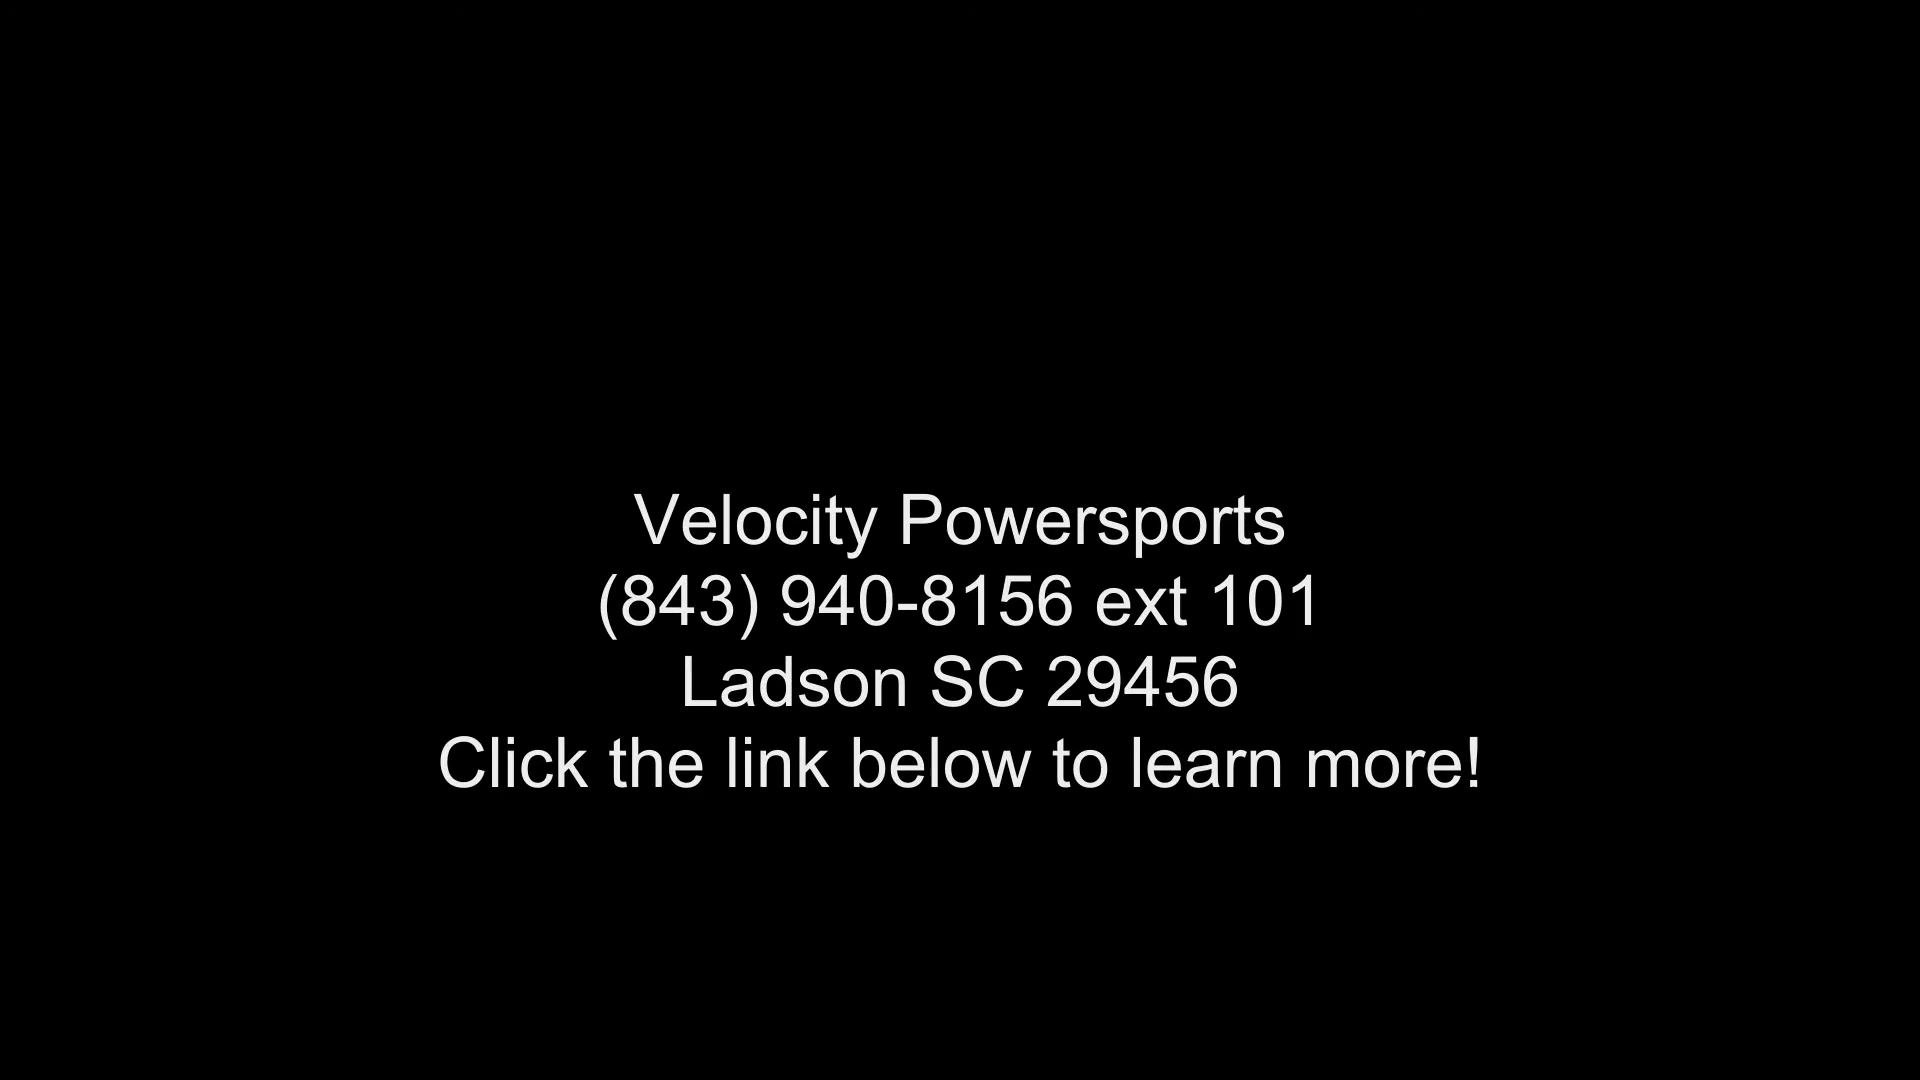 Velocity Powersports
(843) 940-8156 ext 101
Ladson SC 29456
Click the link below to learn more!